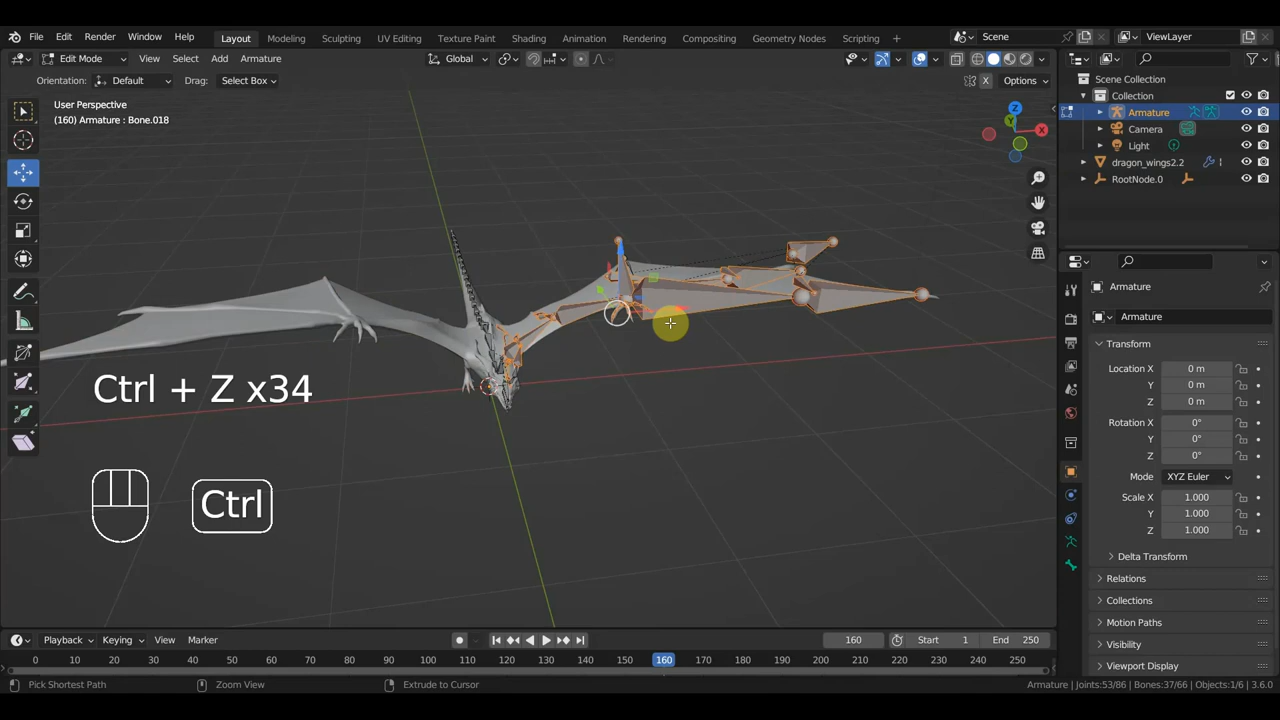 File Edit Render Window Help Layout Modeling Sculpting UV Editing Texture Paint Shading Animation Rendering Compositing Geometry Nodes Scripting + Scene ViewLayer
Edit Mode View Select Add Armature Global Options
Orientation: Default Drag: Select Box X Options
User Perspective
(160) Armature : Bone.018
Z
Y
X
Scene Collection
Collection
Armature
Camera
Light
dragon_wings2.2
RootNode.0
Ctrl + Z x34
Ctrl
Armature
Armature
Transform
Location X 0 m
Y 0 m
Z 0 m
Rotation X 0°
Y 0°
Z 0°
Mode XYZ Euler
Scale X 1.000
Y 1.000
Z 1.000
Delta Transform
Relations
Collections
Motion Paths
Visibility
Viewport Display
Playback Keying View Marker 160 Start 1 End 250
0 10 20 30 40 50 60 70 80 90 100 110 120 130 140 150 160 170 180 190 200 210 220 230 240 250
Pick Shortest Path Zoom View Extrude to Cursor Armature | Joints:53/86 | Bones:37/66 | Objects:1/6 | 3.6.0